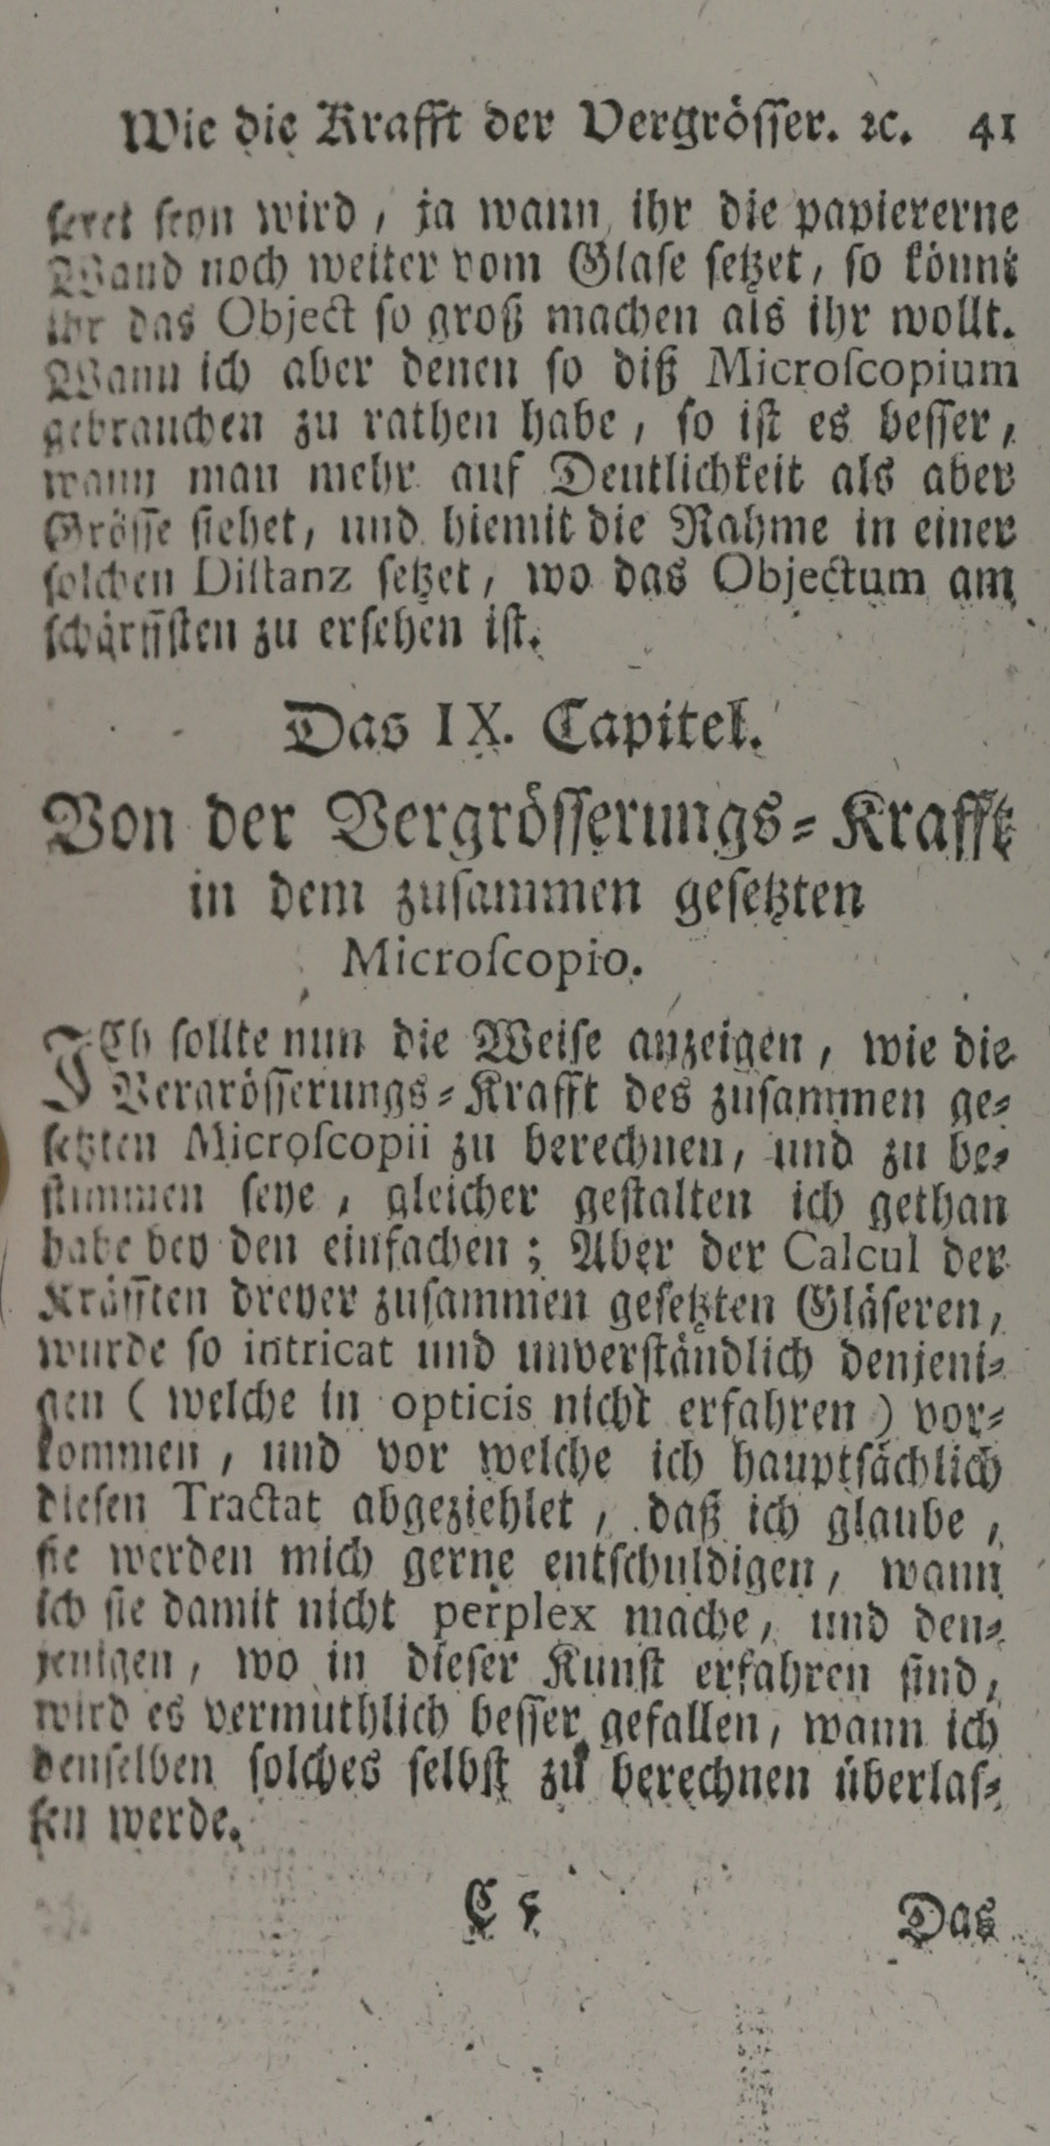 Wie die Krafft der Vergrösser. ꝛc. 41
seret seyn wird, ja wann ihr die papiererne
Wand noch weiter vom Glase setzet, so könnt
ihr das Object so groß machen als ihr wollt.
Wann ich aber denen so diß Microſcopium
gebrauchen zu rathen habe, so ist es besser,
wann man mehr auf Deutlichkeit als aber
Grösse siehet, und hiemit die Rahme in einer
solchen Distanz setzet, wo das Objectum am
schärffsten zu ersehen ist.
Das IX. Capitel.
Von der Vergrösserungs-Krafft
in dem zusammen gesetzten
Microſcopio.
ICh sollte nun die Weise anzeigen, wie die
Vergrösserungs-Krafft des zusammen ge-
setzten Microſcopii zu berechnen, und zu be-
stimmen seye, gleicher gestalten ich gethan
habe bey den einfachen; Aber der Calcul der
Kräfften dreyer zusammen gesetzten Gläseren,
wurde so intricat und unverständlich denjeni-
gen (welche in opticis nicht erfahren) vor-
kommen, und vor welche ich hauptsächlich
diesen Tractat abgeziehlet, daß ich glaube,
sie werden mich gerne entschuldigen, wann
ich sie damit nicht perplex mache, und den-
jenigen, wo in dieser Kunst erfahren sind,
wird es vermuthlich besser gefallen, wann ich
denselben solches selbst zu berechnen überlas-
sen werde.
C 5 Das